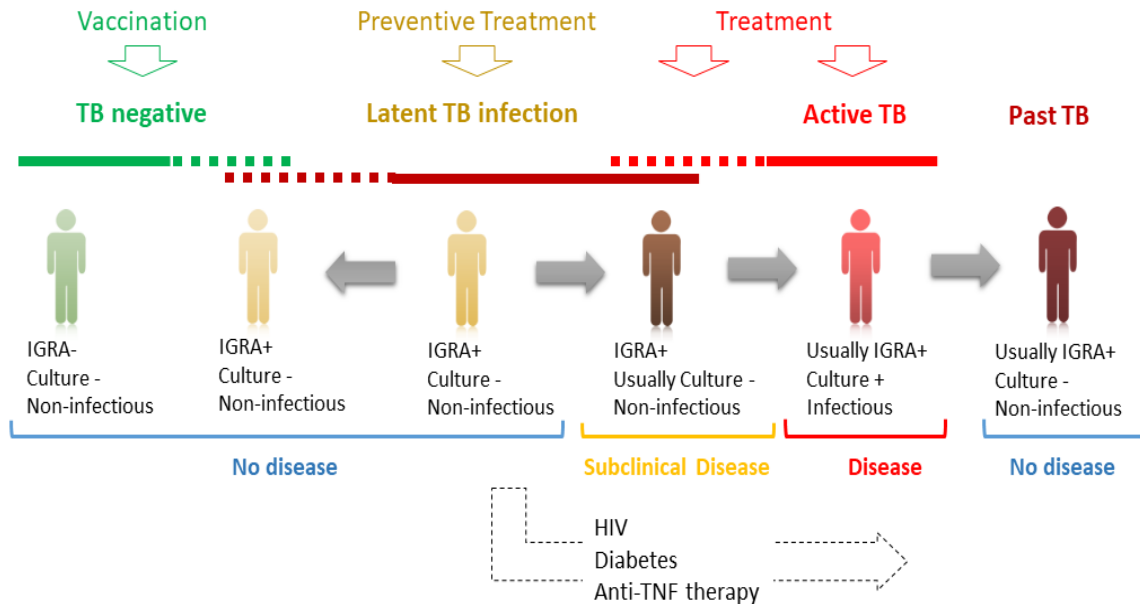 Vaccination
Preventive Treatment
Treatment
TB negative
Latent TB infection
Active TB
Past TB
IGRA-
Culture -
Non-infectious
IGRA+
Culture -
Non-infectious
IGRA+
Culture -
Non-infectious
IGRA+
Usually Culture -
Non-infectious
Usually IGRA+
Culture +
Infectious
Usually IGRA+
Culture -
Non-infectious
No disease
Subclinical Disease
Disease
No disease
HIV
Diabetes
Anti-TNF therapy